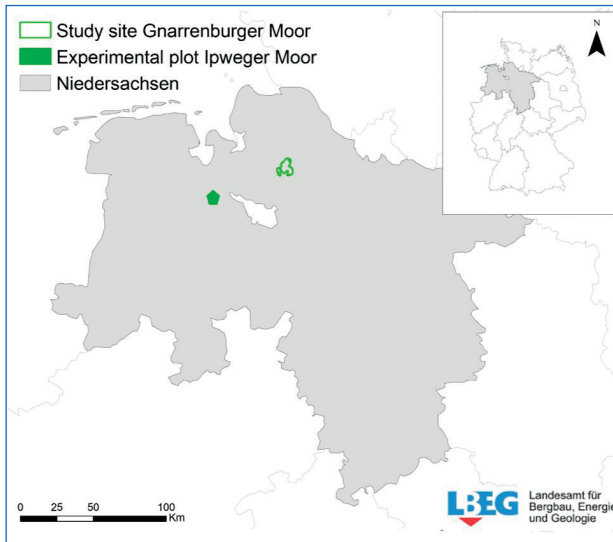 Study site Gnarrenburger Moor
Experimental plot Ipweger Moor
Niedersachsen
N
0 25 50 100
Km
LBEG
Landesamt für
Bergbau, Energie
und Geologie